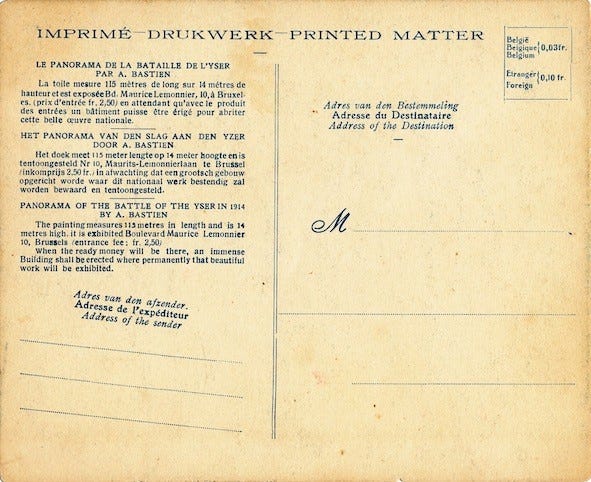 IMPRIMÉ—DRUKWERK—PRINTED MATTER
LE PANORAMA DE LA BATAILLE DE L'YSER
PAR A. BASTIEN
La toile mesure 115 mètres de long sur 14 mètres de
hauteur et est exposée Bd. Maurice Lemonnier, 10, à Bruxel-
es. (prix d'entrée fr. 2,50) en attendant qu'avec le produit
des entrées un bâtiment puisse être érigé pour abriter
cette belle œuvre nationale.
HET PANORAMA VAN DEN SLAG AAN DEN YZER
DOOR A. BASTIEN
Het doek meet 115 meter lengte op 14 meter hoogte en is
tentoongesteld Nr 10, Maurits-Lemonnierlaan te Brussel
/inkomprijs 2,50 fr./ in afwachting dat een grootsch gebouw
opgericht worde waar dit nationaal werk bestendig zal
worden bewaard en tentoongesteld.
PANORAMA OF THE BATTLE OF THE YSER IN 1914
BY A. BASTIEN
The painting measures 115 metres in length and is 14
metres high. it is exhibited Boulevard Maurice Lemonnier
10, Brussels /entrance fee; fr. 2,50/
When the ready money will be there, an immense
Building shall be erected where permanently that beautiful
work will be exhibited.
Adres van den afzender.
Adresse de l'expéditeur
Address of the sender
België
Belgique
Belgium
0,03 fr.
Etranger
Foreign
0,10 fr.
Adres van den Bestemmeling
Adresse du Destinataire
Address of the Destination
M